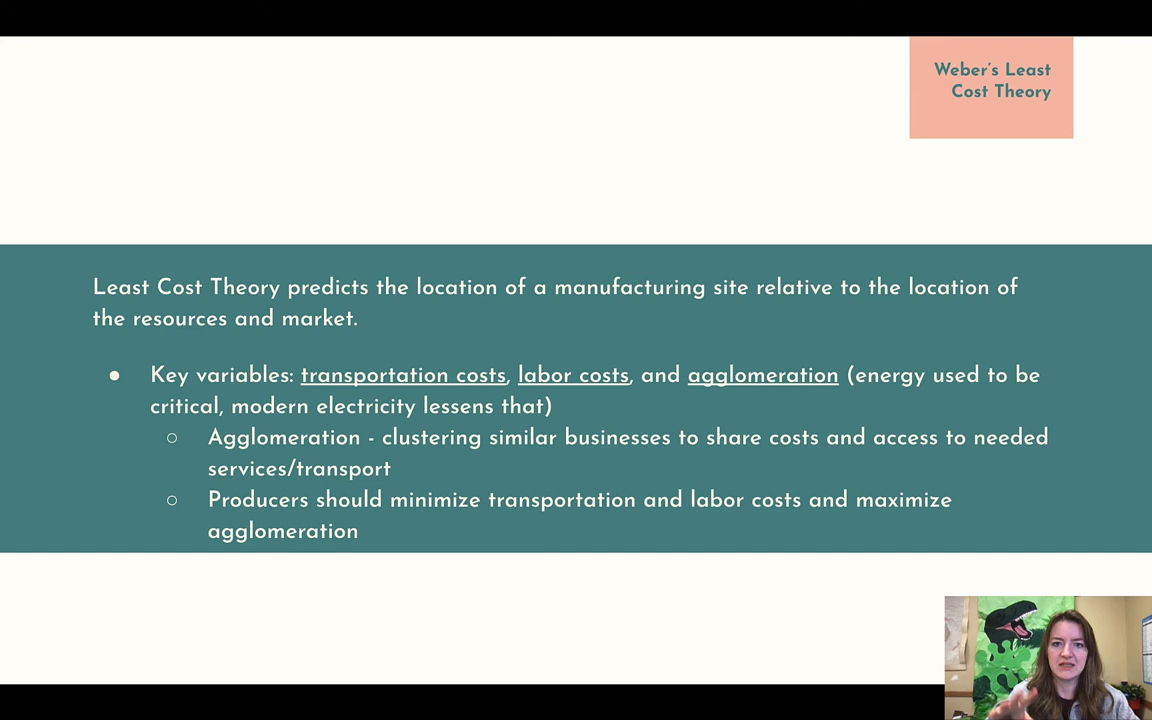 Weber's Least
Cost Theory
Least Cost Theory predicts the location of a manufacturing site relative to the location of
the resources and market.
● Key variables: transportation costs, labor costs, and agglomeration (energy used to be
critical, modern electricity lessens that)
○ Agglomeration - clustering similar businesses to share costs and access to needed
services/transport
○ Producers should minimize transportation and labor costs and maximize
agglomeration